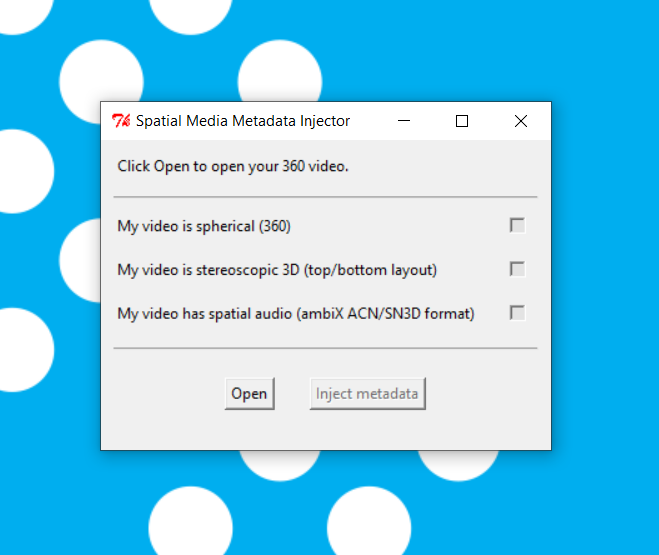 Spatial Media Metadata Injector
Click Open to open your 360 video.
My video is spherical (360)
My video is stereoscopic 3D (top/bottom layout)
My video has spatial audio (ambiX ACN/SN3D format)
Open
Inject metadata